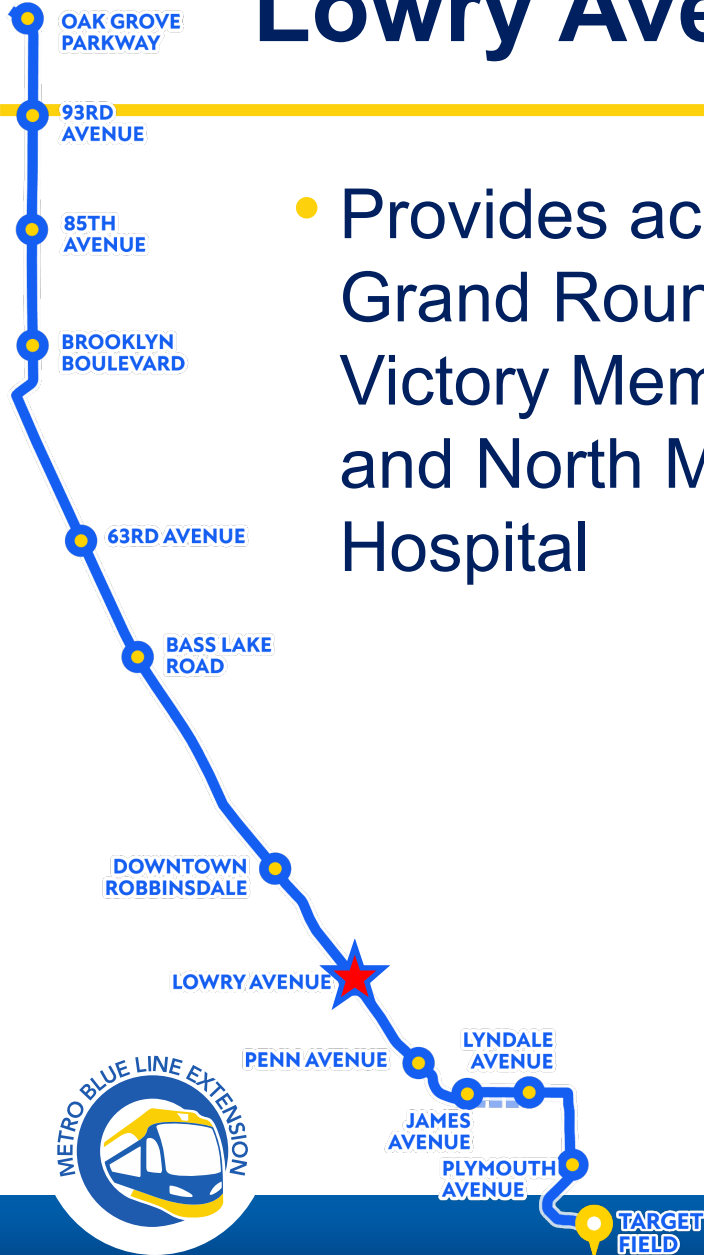 Lowry Ave
OAK GROVE
PARKWAY
93RD
AVENUE
85TH
AVENUE
BROOKLYN
BOULEVARD
63RD AVENUE
BASS LAKE
ROAD
DOWNTOWN
ROBBINSDALE
LOWRY AVENUE
PENN AVENUE
LYNDALE
AVENUE
JAMES
AVENUE
PLYMOUTH
AVENUE
TARGET
FIELD
Provides ac
Grand Roun
Victory Mem
and North M
Hospital
METRO BLUE LINE EXTENSION